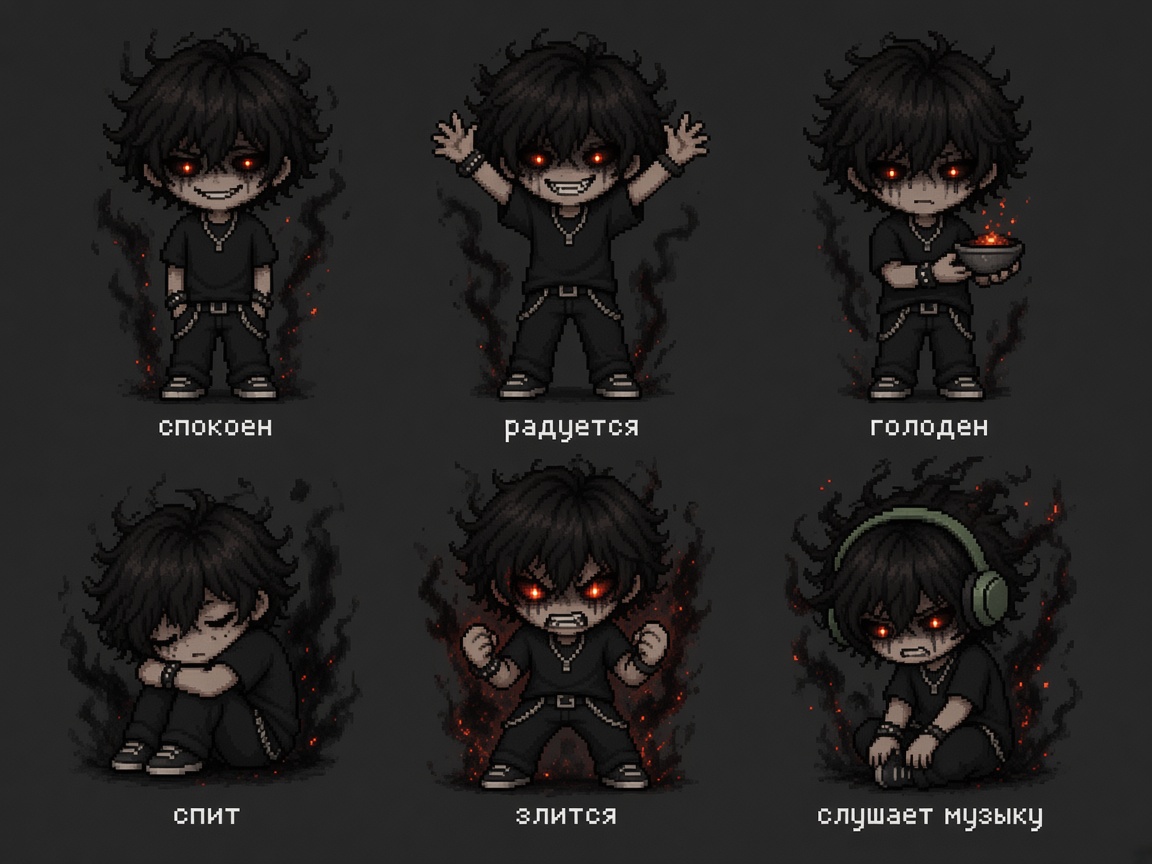 спокоен
радуется
голоден
спит
злится
слушает музыку